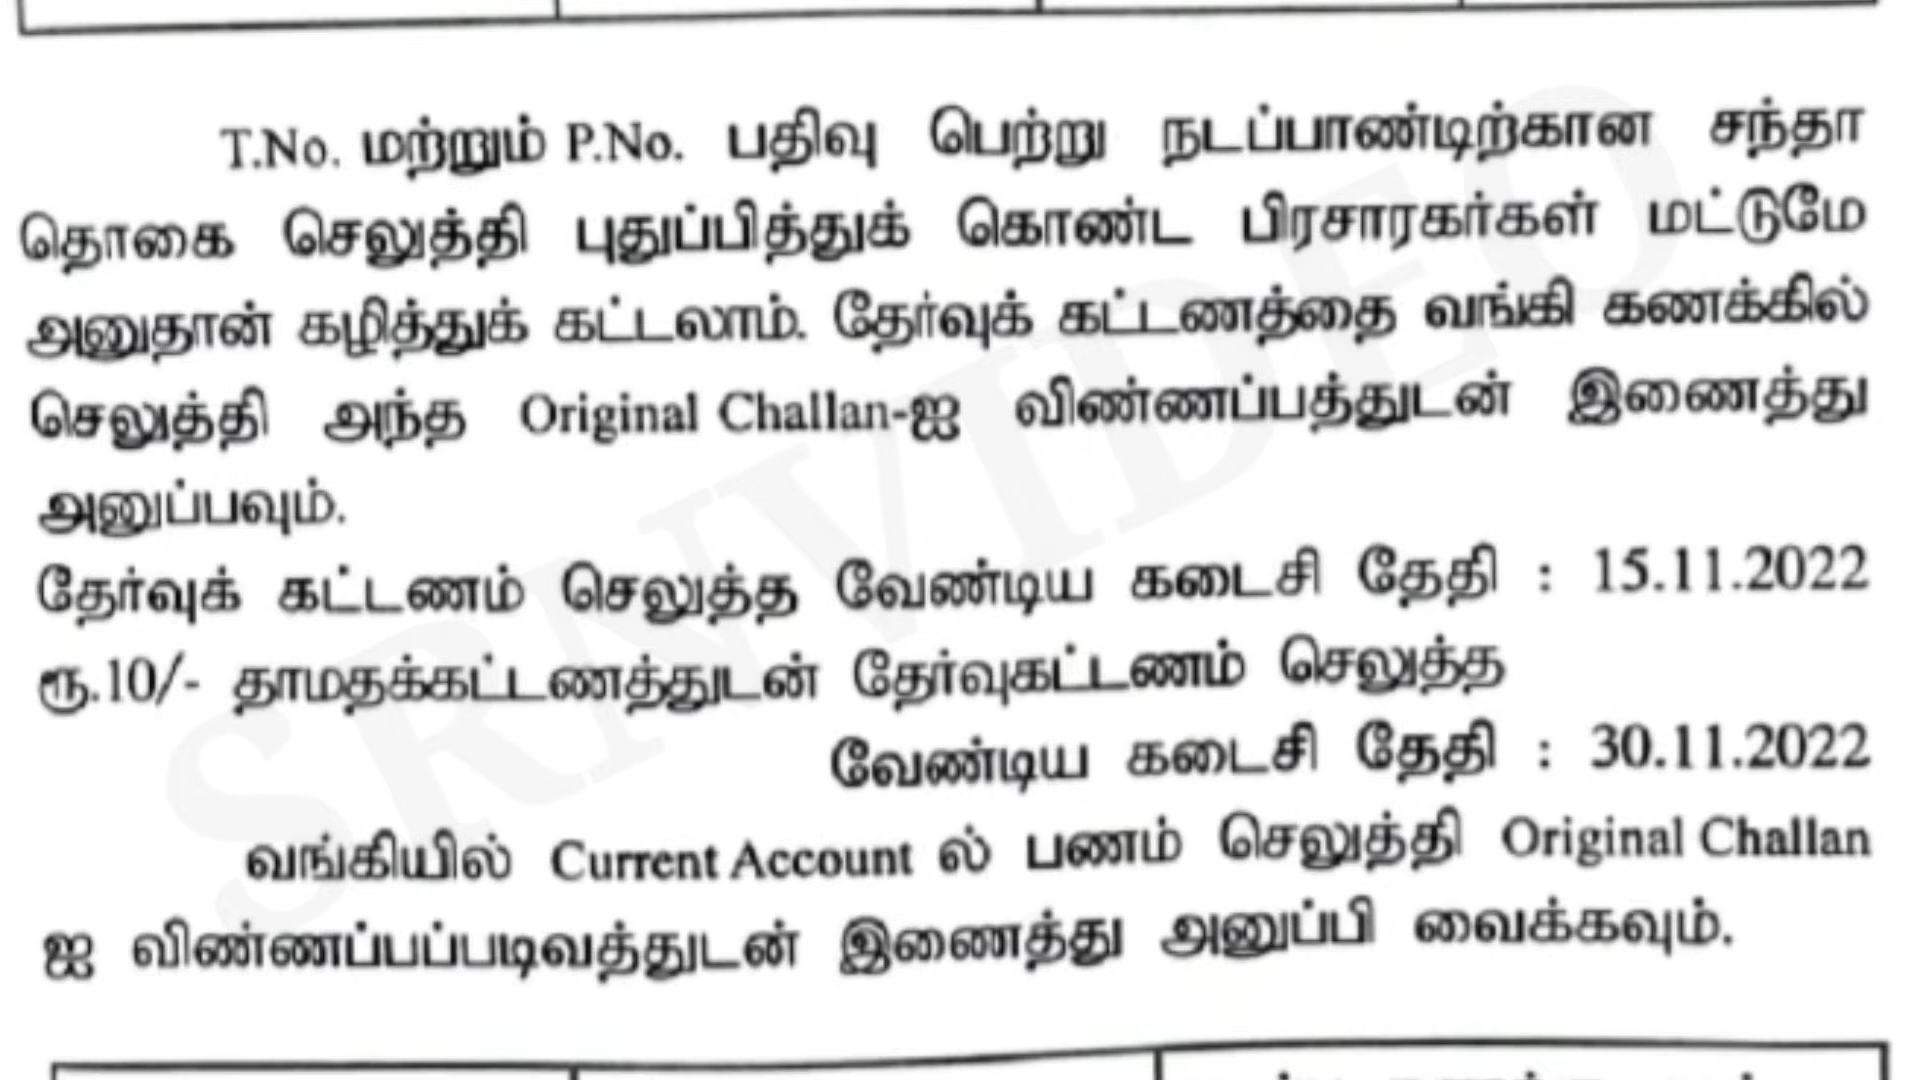 T.No. மற்றும் P.No. பதிவு பெற்று நடப்பாண்டிற்கான சந்தா
தொகை செலுத்தி புதுப்பித்துக் கொண்ட பிரசாரகர்கள் மட்டுமே
அனுதான் கழித்துக் கட்டலாம். தேர்வுக் கட்டணத்தை வங்கி கணக்கில்
செலுத்தி அந்த Original Challan-ஐ விண்ணப்பத்துடன் இணைத்து
அனுப்பவும்.
தேர்வுக் கட்டணம் செலுத்த வேண்டிய கடைசி தேதி : 15.11.2022
ரூ.10/- தாமதக்கட்டணத்துடன் தேர்வுகட்டணம் செலுத்த
வேண்டிய கடைசி தேதி : 30.11.2022
வங்கியில் Current Account ல் பணம் செலுத்தி Original Challan
ஐ விண்ணப்பப்படிவத்துடன் இணைத்து அனுப்பி வைக்கவும்.
SRNVIDEO